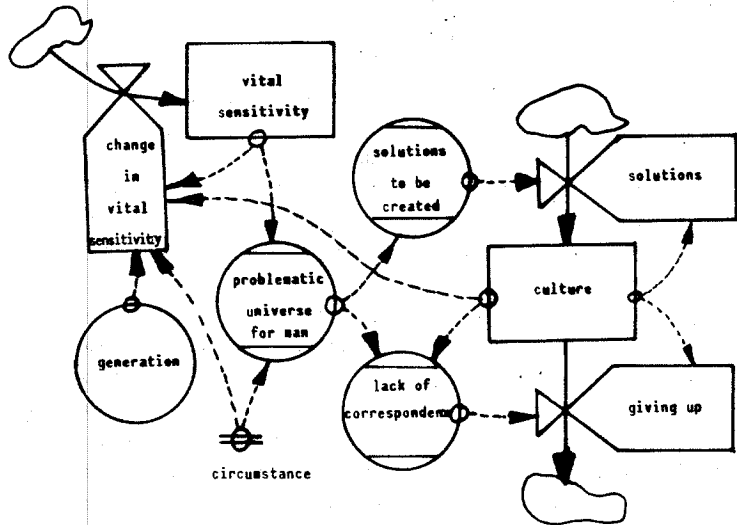 vital
sensitivity
change
in
vital
sensitivity
solutions
to be
created
solutions
problematic
universe
for man
culture
generation
lack of
correspondence
giving up
circumstance